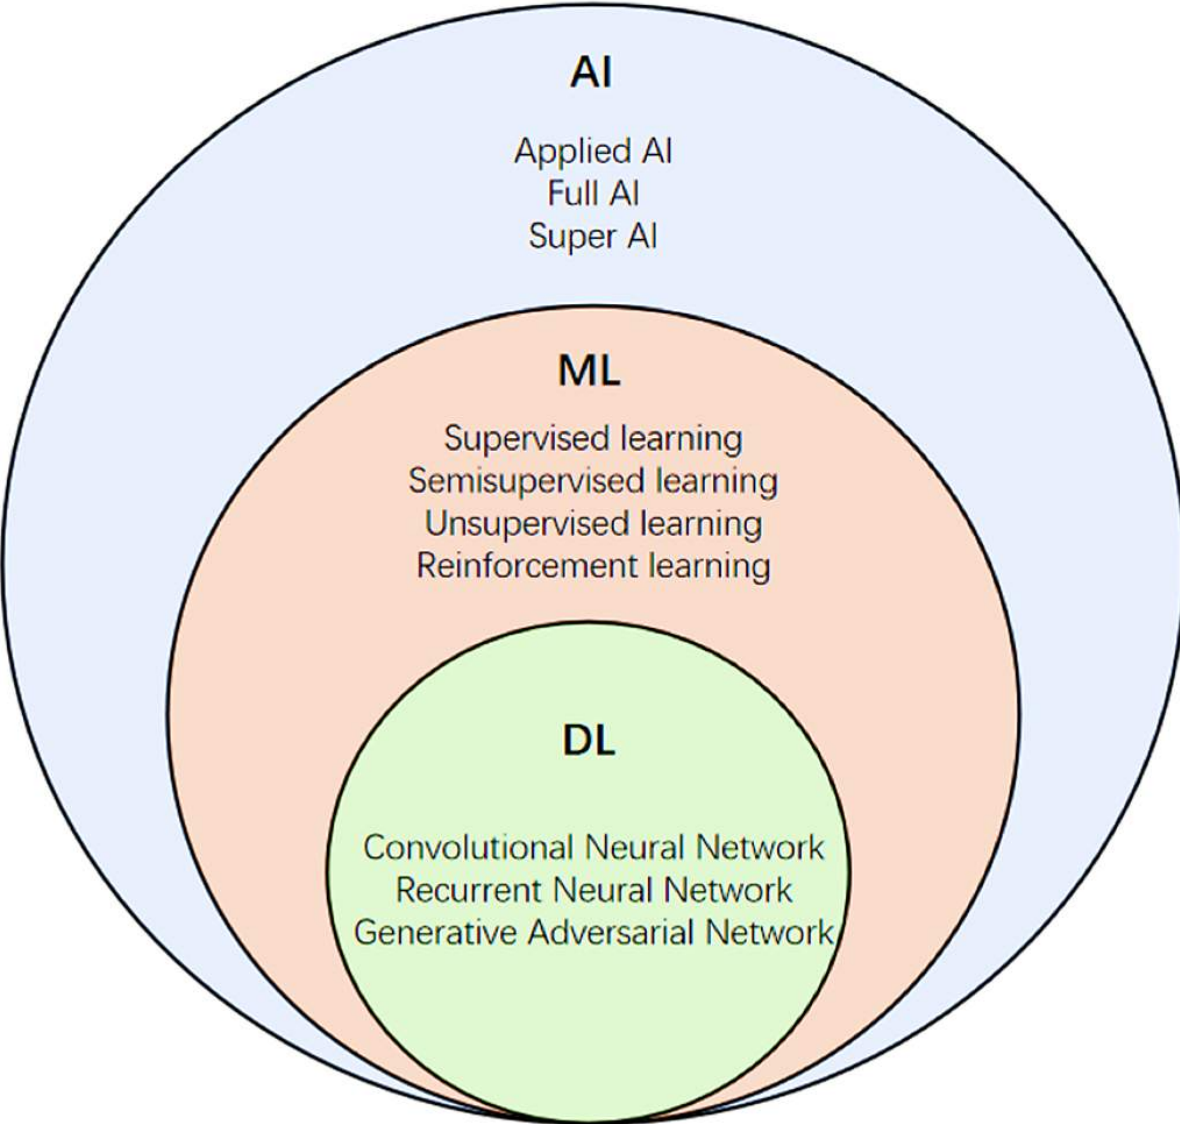 AI
Applied AI
Full AI
Super AI
ML
Supervised learning
Semisupervised learning
Unsupervised learning
Reinforcement learning
DL
Convolutional Neural Network
Recurrent Neural Network
Generative Adversarial Network